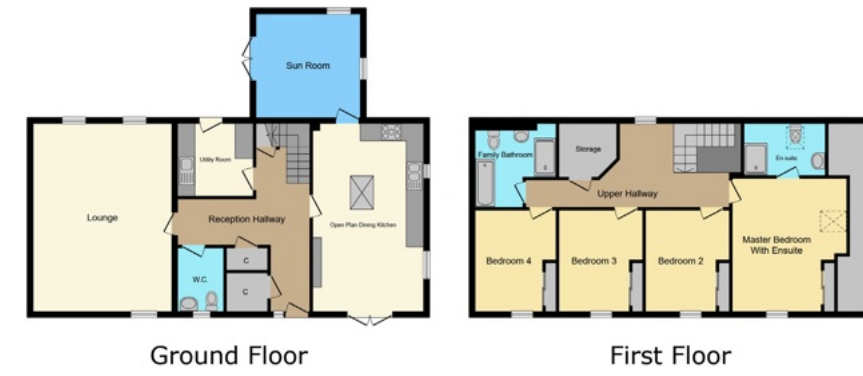 Sun Room
Utility Room
Lounge
Reception Hallway
Open Plan Dining Kitchen
W.C.
C
C
Ground Floor
Family Bathroom
Storage
En-suite
Upper Hallway
Bedroom 4
Bedroom 3
Bedroom 2
Master Bedroom
With Ensuite
First Floor